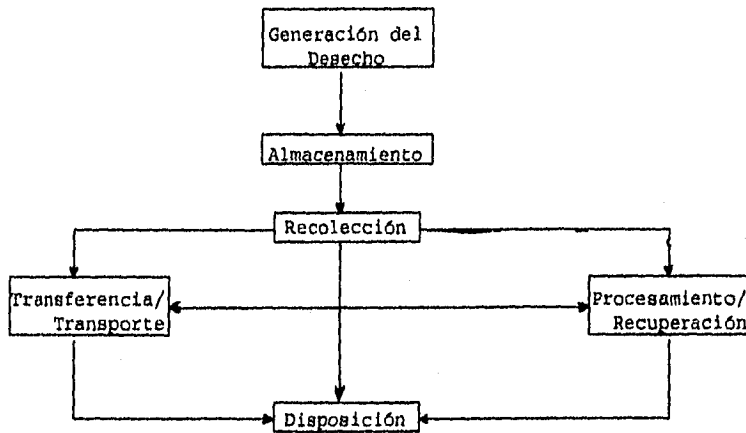 Generación del
Desecho
Almacenamiento
Recolección
Transferencia/
Transporte
Procesamiento/
Recuperación
Disposición